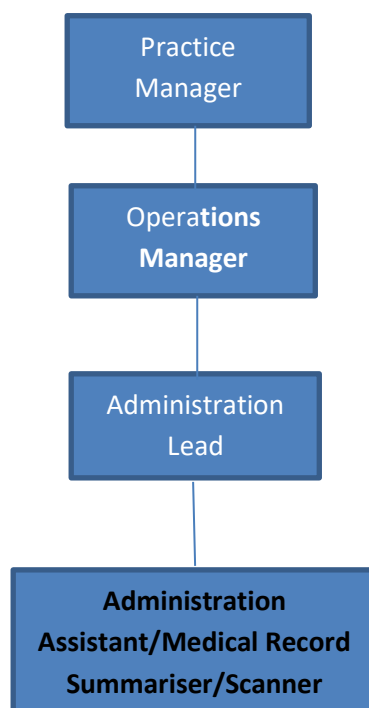 Practice
Manager
Operations
Manager
Administration
Lead
Administration
Assistant/Medical Record
Summariser/Scanner